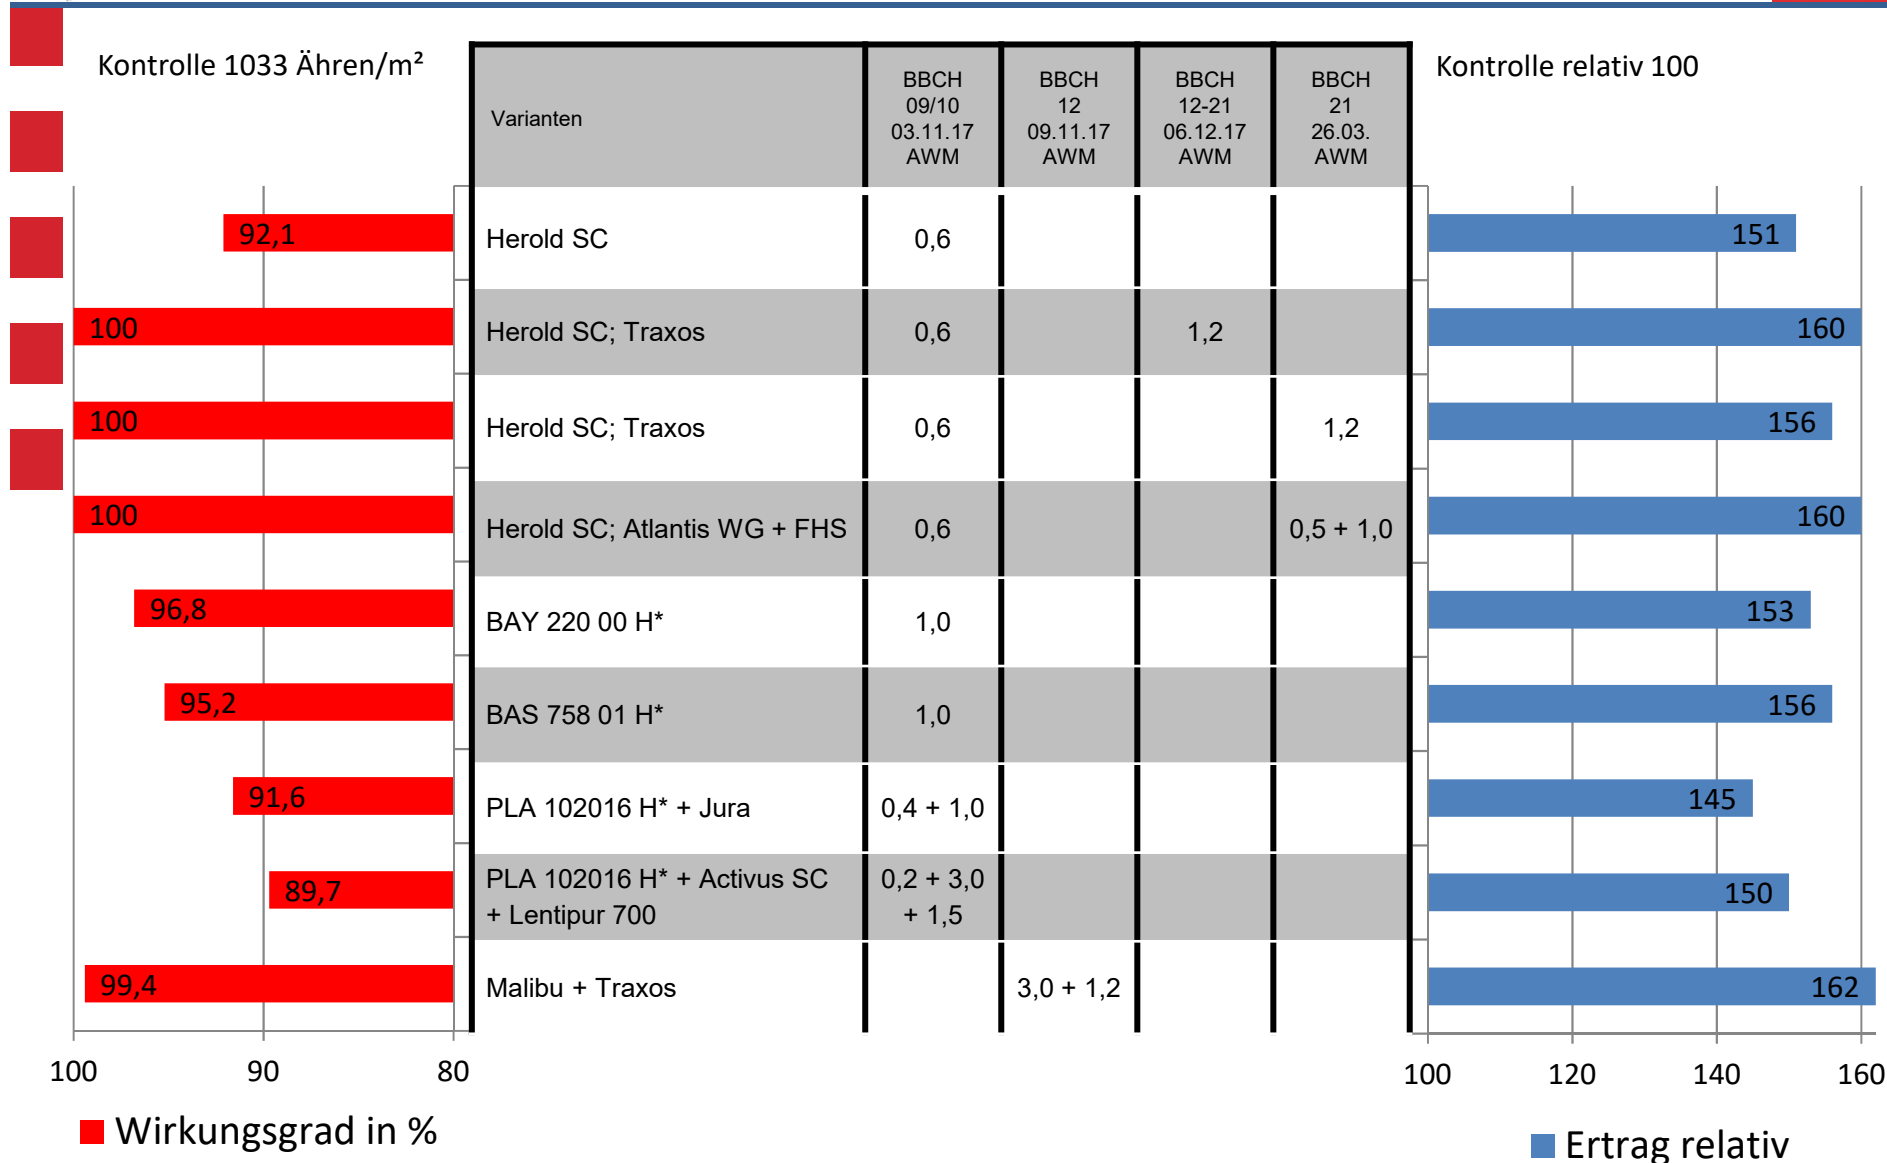 Kontrolle 1033 Ähren/m²
Kontrolle relativ 100
Varianten
BBCH
09/10
03.11.17
AWM
BBCH
12
09.11.17
AWM
BBCH
12-21
06.12.17
AWM
BBCH
21
26.03.
AWM
92,1 Herold SC 0,6 151
100 Herold SC; Traxos 0,6 1,2 160
100 Herold SC; Traxos 0,6 1,2 156
100 Herold SC; Atlantis WG + FHS 0,6 0,5 + 1,0 160
96,8 BAY 220 00 H* 1,0 153
95,2 BAS 758 01 H* 1,0 156
91,6 PLA 102016 H* + Jura 0,4 + 1,0 145
89,7 PLA 102016 H* + Activus SC 0,2 + 3,0 150
+ Lentipur 700 + 1,5
99,4 Malibu + Traxos 3,0 + 1,2 162
100 90 80
100 120 140 160
Wirkungsgrad in %
Ertrag relativ